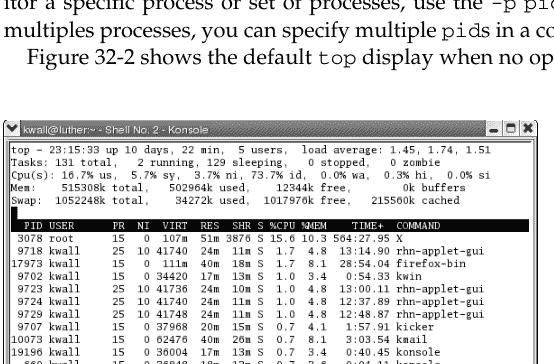 itor a specific process or set of processes, use the -p pid
multiples processes, you can specify multiple pids in a co
Figure 32-2 shows the default top display when no op
kwall@luther:~ - Shell No. 2 - Konsole
top - 23:15:33 up 10 days, 22 min, 5 users, load average: 1.45, 1.74, 1.51
Tasks: 131 total, 2 running, 129 sleeping, 0 stopped, 0 zombie
Cpu(s): 16.7% us, 5.7% sy, 3.7% ni, 73.7% id, 0.0% wa, 0.3% hi, 0.0% si
Mem: 515308k total, 502964k used, 12344k free, 0k buffers
Swap: 1052248k total, 34272k used, 1017976k free, 215560k cached
PID USER PR NI VIRT RES SHR S %CPU %MEM TIME+ COMMAND
3078 root 15 0 107m 51m 3876 S 15.6 10.3 564:27.95 X
9718 kwall 25 10 41740 24m 11m S 1.7 4.8 13:14.90 rhn-applet-gui
17973 kwall 15 0 111m 40m 18m S 1.7 8.1 28:54.04 firefox-bin
9702 kwall 15 0 34420 17m 13m S 1.0 3.4 0:54.33 kwin
9723 kwall 25 10 41736 24m 10m S 1.0 4.8 13:00.11 rhn-applet-gui
9724 kwall 25 10 41740 24m 11m S 1.0 4.8 12:37.89 rhn-applet-gui
9729 kwall 25 10 41748 24m 11m S 1.0 4.8 12:48.87 rhn-applet-gui
9707 kwall 15 0 37968 20m 15m S 0.7 4.1 1:57.91 kicker
10073 kwall 15 0 62476 40m 26m S 0.7 8.1 3:03.54 kmail
19196 kwall 15 0 36004 17m 13m S 0.7 3.4 0:40.45 konsole